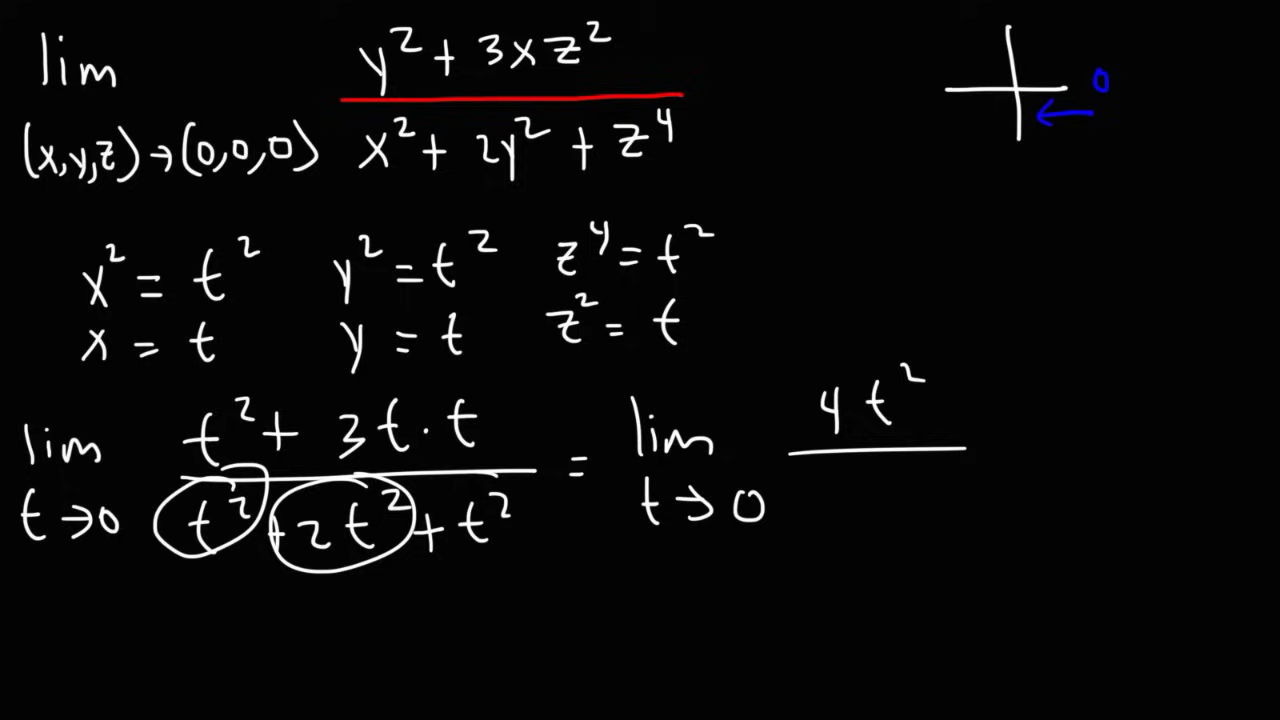 lim y² + 3xz²
(x,y,z)→(0,0,0) x² + 2y² + z⁴
0 ←
x² = t² y² = t² z⁴ = t²
x = t y = t z² = t
lim t² + 3t·t = lim 4t²
t→0 t² + 2t² + t² t→0